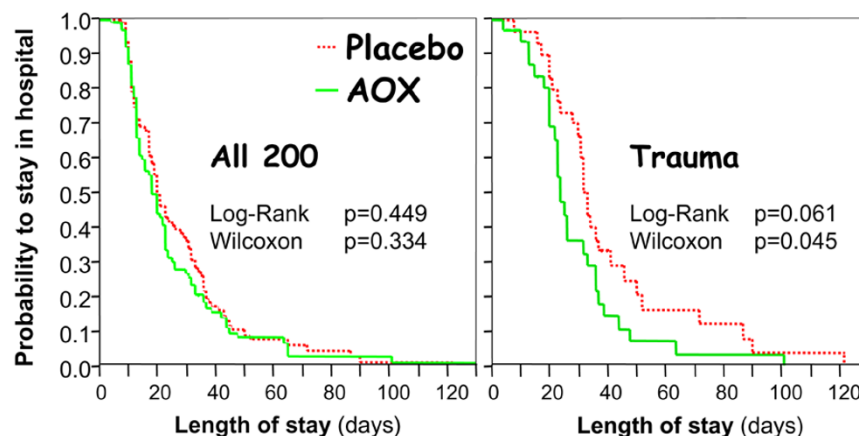 Probability to stay in hospital
1.0
0.9
0.8
0.7
0.6
0.5
0.4
0.3
0.2
0.1
0.0
Placebo
AOX
All 200
Log-Rank p=0.449
Wilcoxon p=0.334
0 20 40 60 80 100 120
Length of stay (days)
Trauma
Log-Rank p=0.061
Wilcoxon p=0.045
0 20 40 60 80 100 120
Length of stay (days)